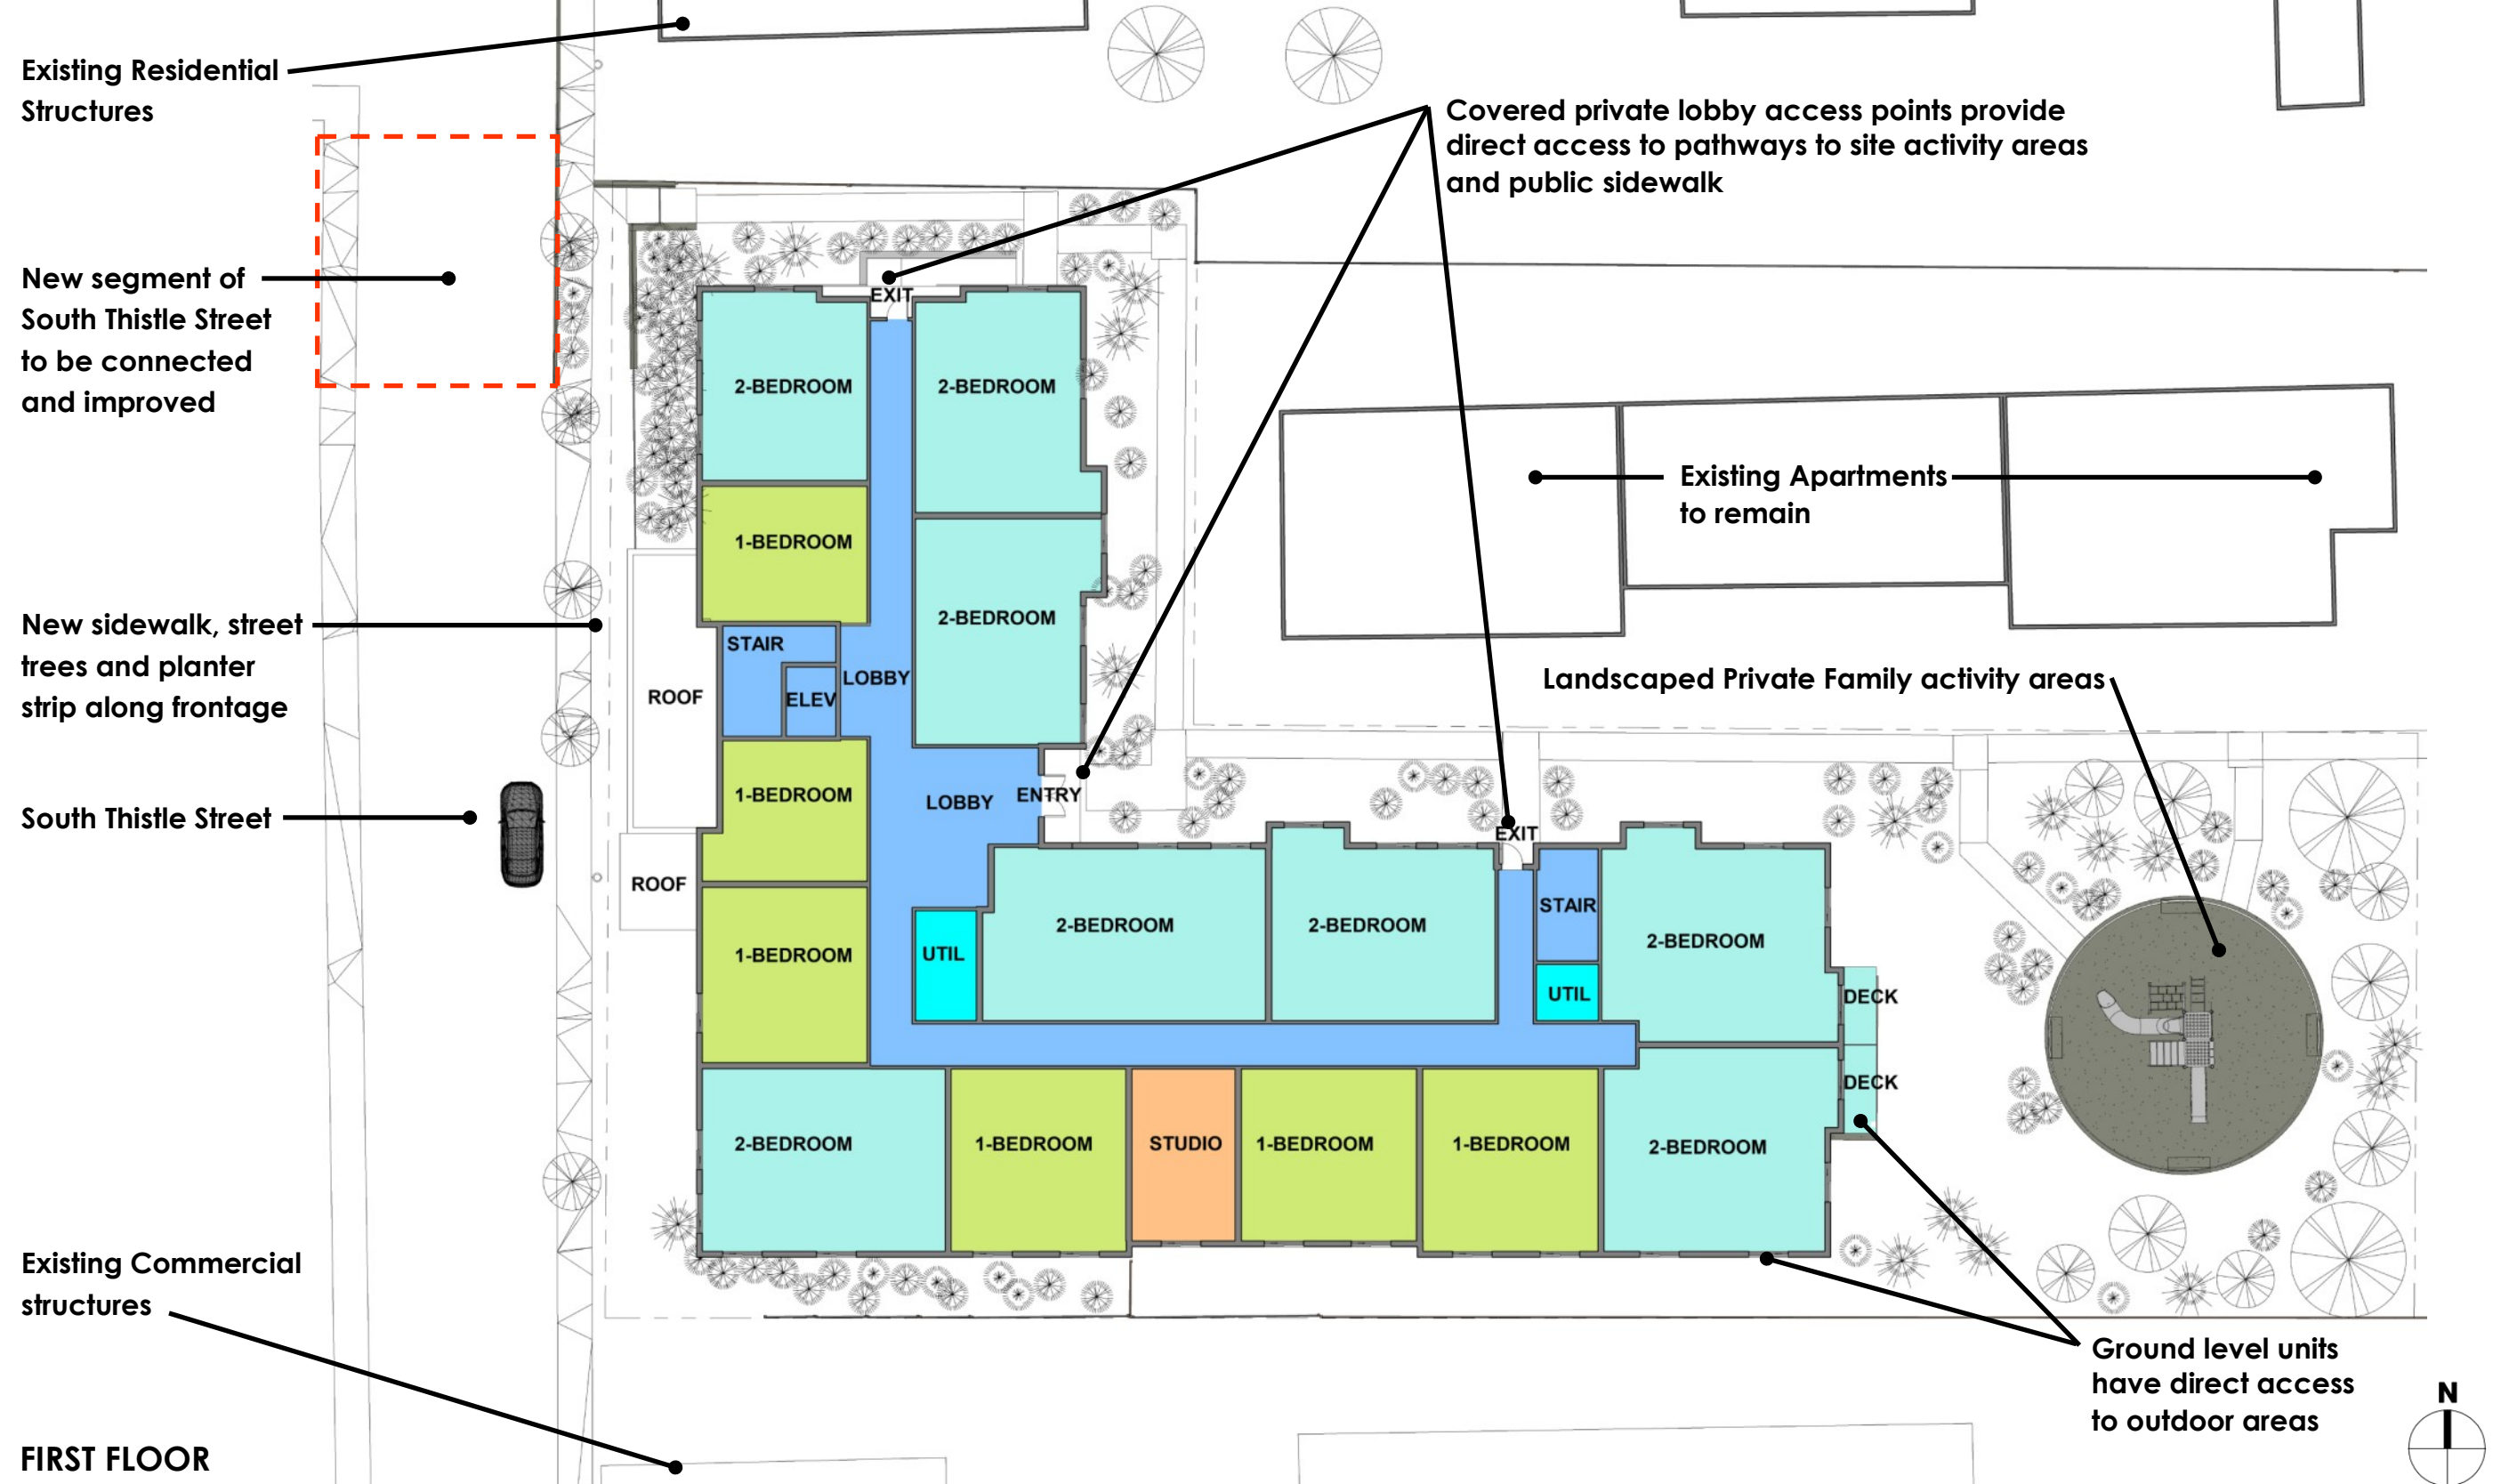 Existing Residential
Structures
Covered private lobby access points provide
direct access to pathways to site activity areas
and public sidewalk
New segment of
South Thistle Street
to be connected
and improved
EXIT
2-BEDROOM
2-BEDROOM
Existing Apartments
to remain
1-BEDROOM
2-BEDROOM
New sidewalk, street
trees and planter
strip along frontage
STAIR
LOBBY
ELEV
ROOF
Landscaped Private Family activity areas
South Thistle Street
1-BEDROOM
LOBBY
ENTRY
EXIT
ROOF
1-BEDROOM
UTIL
2-BEDROOM
2-BEDROOM
STAIR
UTIL
2-BEDROOM
DECK
DECK
2-BEDROOM
1-BEDROOM
STUDIO
1-BEDROOM
1-BEDROOM
2-BEDROOM
Existing Commercial
structures
Ground level units
have direct access
to outdoor areas
N
FIRST FLOOR